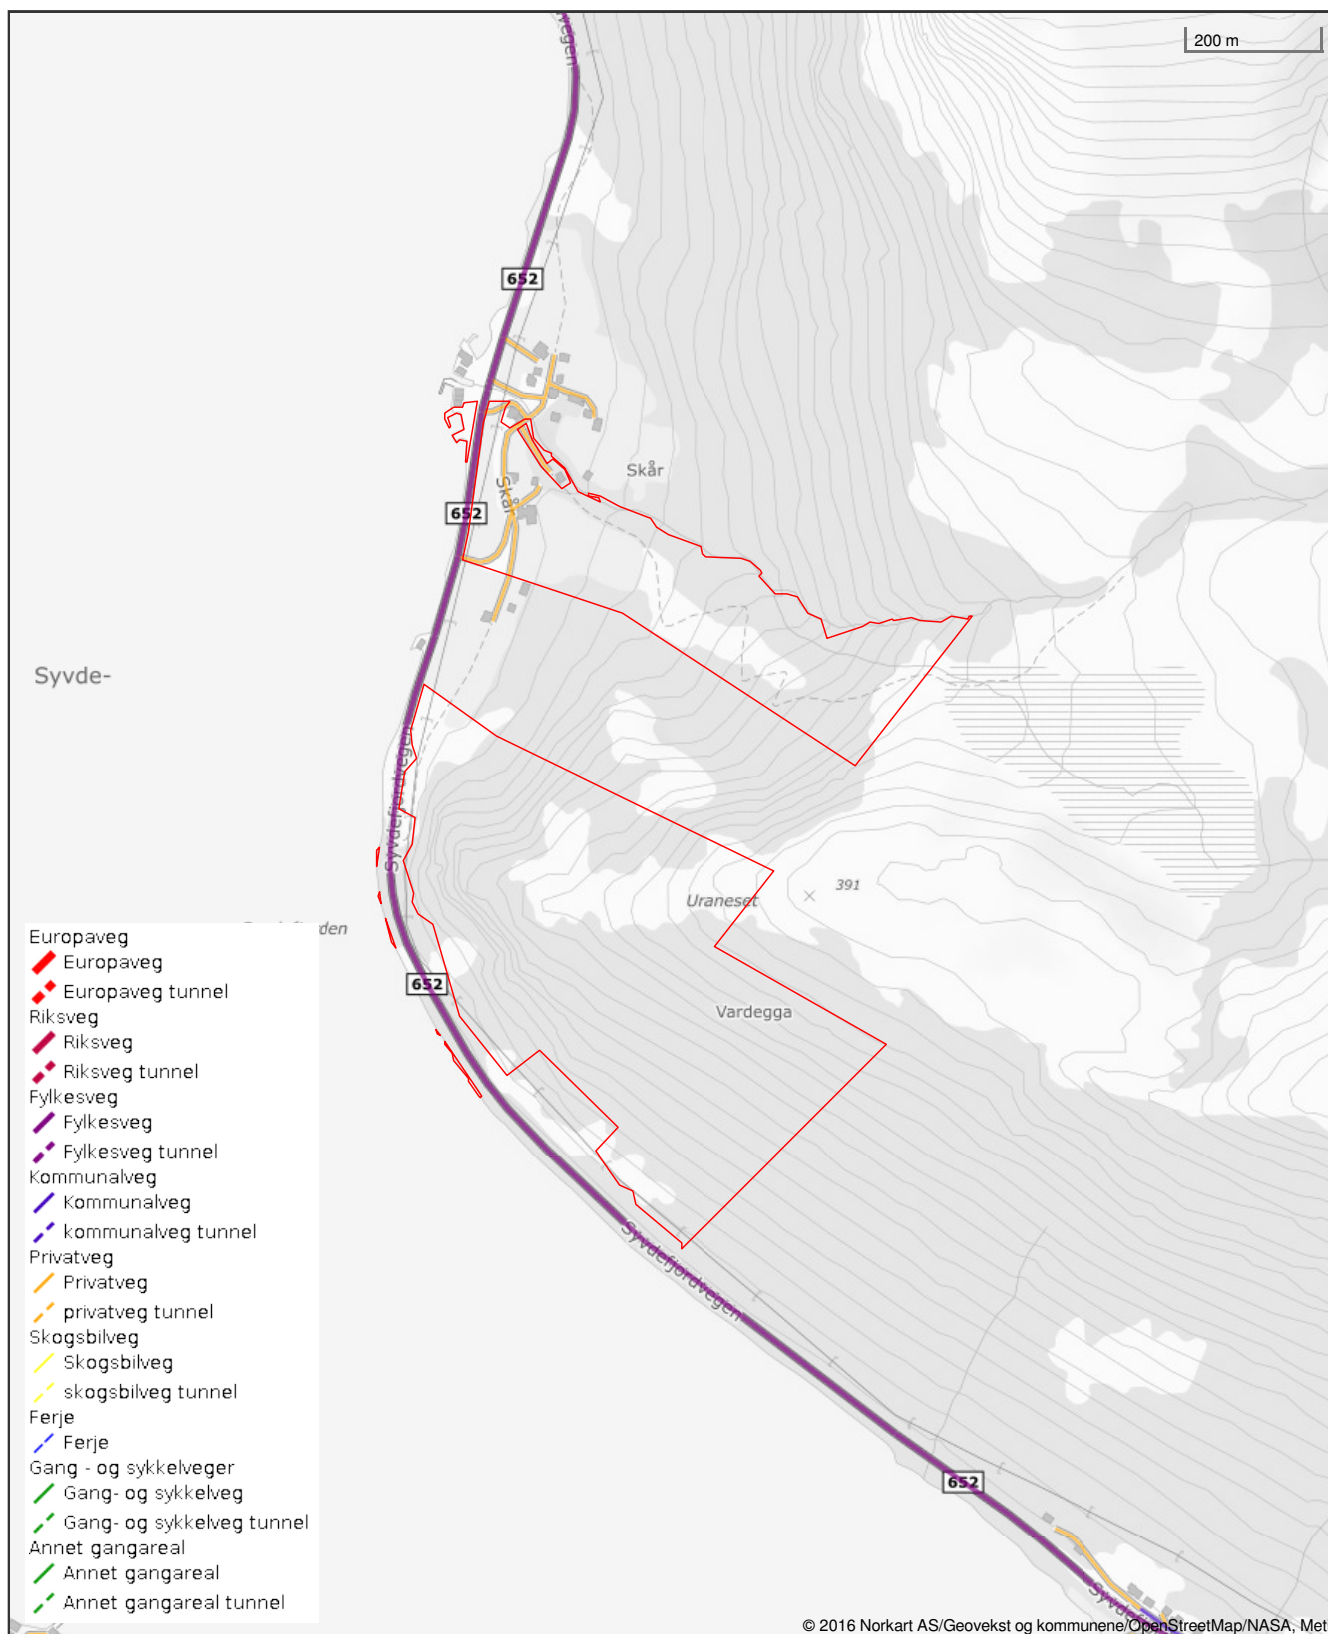 vegen
200 m
652
Skår
Skår
652
Syvde-
Syvdefjordvegen
391
Uraneset
rden
652
Vardegga
Syvdefjordvegen
652
Syvdefj
Europaveg
Europaveg
Europaveg tunnel
Riksveg
Riksveg
Riksveg tunnel
Fylkesveg
Fylkesveg
Fylkesveg tunnel
Kommunalveg
Kommunalveg
kommunalveg tunnel
Privatveg
Privatveg
privatveg tunnel
Skogsbilveg
Skogsbilveg
skogsbilveg tunnel
Ferje
Ferje
Gang - og sykkelveger
Gang- og sykkelveg
Gang- og sykkelveg tunnel
Annet gangareal
Annet gangareal
Annet gangareal tunnel
© 2016 Norkart AS/Geovekst og kommunene/OpenStreetMap/NASA, Met